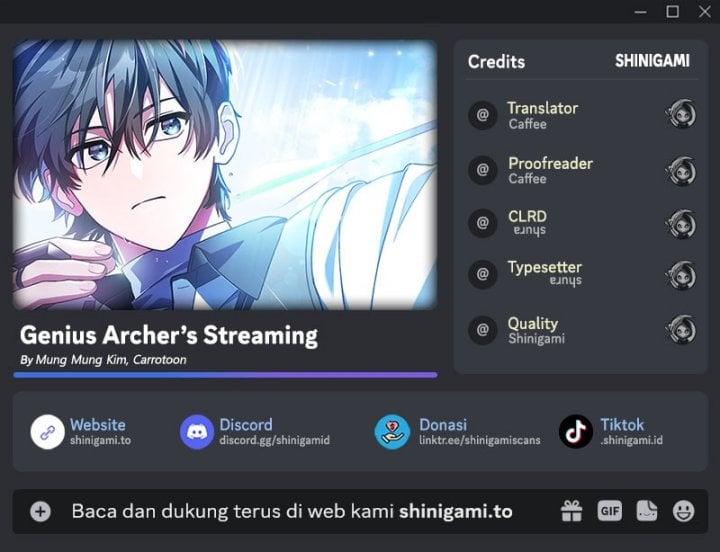 Credits
SHINIGAMI
@ Translator
Caffee
@ Proofreader
Caffee
@ CLRD
ɐɹnʎs
@ Typesetter
ɐɹnʎs
@ Quality
Shinigami
Genius Archer's Streaming
By Mung Mung Kim, Carrotoon
Website
shinigami.to
Discord
discord.gg/shinigamid
Donasi
linktr.ee/shinigamiscans
Tiktok
.shinigami.id
Baca dan dukung terus di web kami shinigami.to
GIF